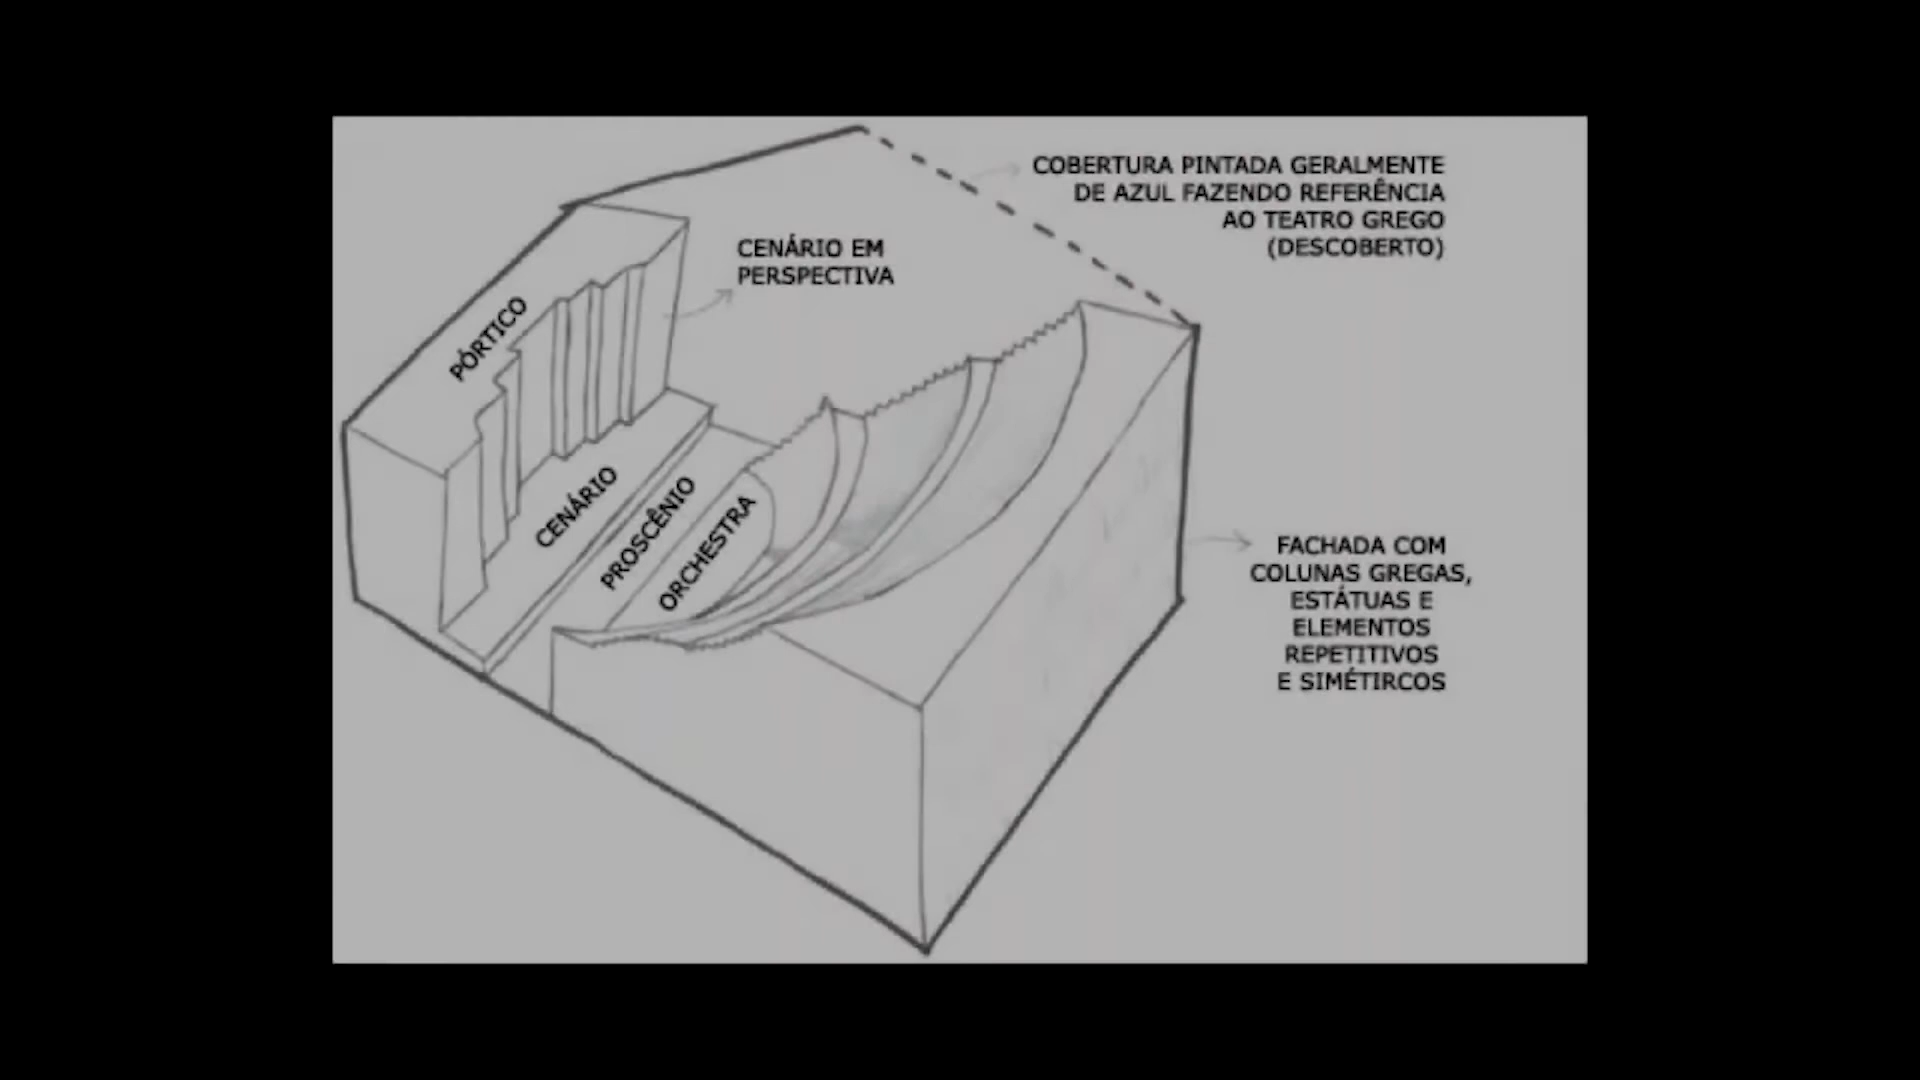 COBERTURA PINTADA GERALMENTE
DE AZUL FAZENDO REFERÊNCIA
AO TEATRO GREGO
(DESCOBERTO)
CENÁRIO EM
PERSPECTIVA
PÓRTICO
CENÁRIO
PROSCÊNIO
ORCHESTRA
FACHADA COM
COLUNAS GREGAS,
ESTÁTUAS E
ELEMENTOS
REPETITIVOS
E SIMÉTIRCOS